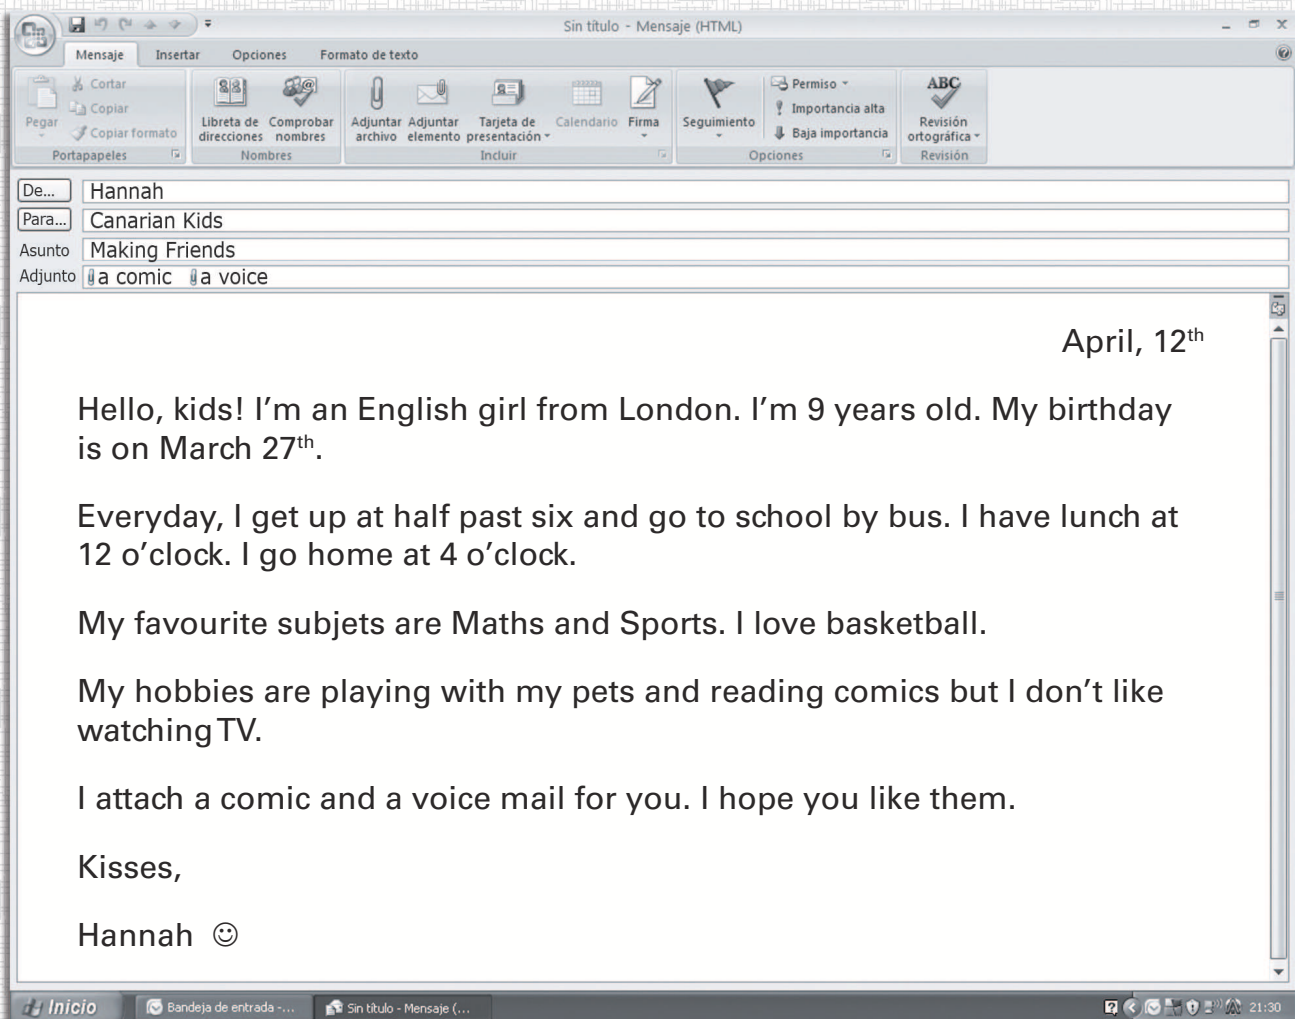 Sin título - Mensaje (HTML)
Mensaje Insertar Opciones Formato de texto
Pegar
Cortar
Copiar
Copiar formato
Portapapeles
Libreta de direcciones
Comprobar nombres
Nombres
Adjuntar archivo
Adjuntar elemento
Tarjeta de presentación
Calendario
Firma
Incluir
Seguimiento
Permiso
Importancia alta
Baja importancia
Opciones
ABC
Revisión ortográfica
Revisión
De... Hannah
Para... Canarian Kids
Asunto Making Friends
Adjunto a comic a voice
April, 12th
Hello, kids! I'm an English girl from London. I'm 9 years old. My birthday
is on March 27th.
Everyday, I get up at half past six and go to school by bus. I have lunch at
12 o'clock. I go home at 4 o'clock.
My favourite subjets are Maths and Sports. I love basketball.
My hobbies are playing with my pets and reading comics but I don't like
watching TV.
I attach a comic and a voice mail for you. I hope you like them.
Kisses,
Hannah ☺
Inicio Bandeja de entrada -... Sin título - Mensaje (... 21:30